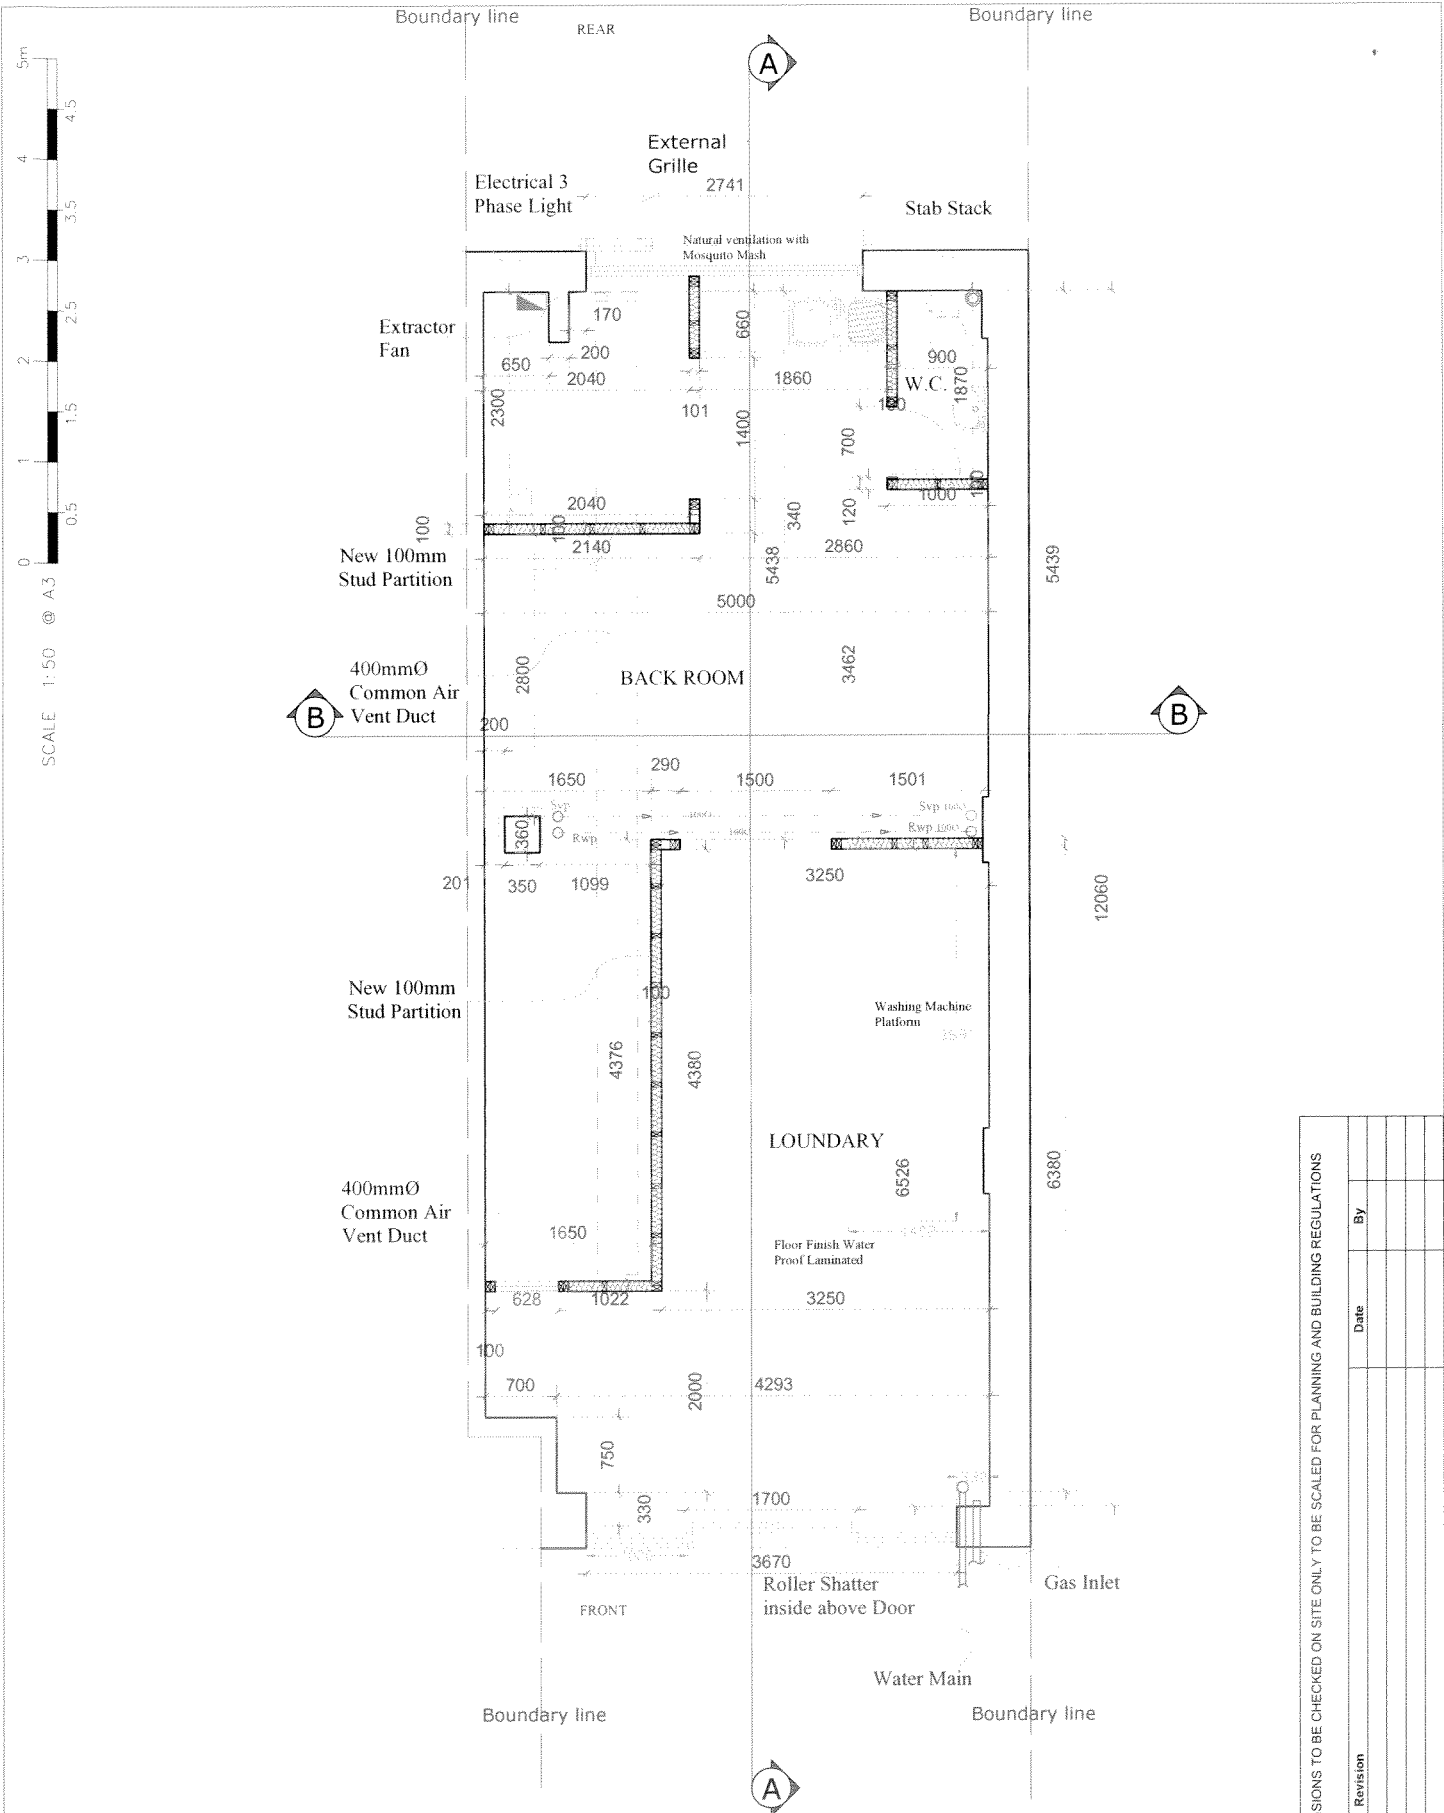 Boundary line
Boundary line
REAR
A
5m
4.5
4
3.5
3
2.5
2
1.5
1
0.5
0
SCALE 1:50 @ A3
External
Grille
2741
Electrical 3
Phase Light
Stab Stack
Natural ventilation with
Mosquito Mash
Extractor
Fan
170
200
650
2040
660
1860
900
W.C.
1870
2300
101
1400
700
100
2040
100
340
120
1000
2140
2860
New 100mm
Stud Partition
5438
5439
5000
400mmØ
Common Air
Vent Duct
2800
BACK ROOM
3462
B
B
200
1650
290
1500
1501
Svp
Rwp
Svp
Rwp
360
201
350
1099
3250
12060
New 100mm
Stud Partition
100
Washing Machine
Platform
4376
4380
LOUNDARY
6526
6380
400mmØ
Common Air
Vent Duct
1650
Floor Finish Water
Proof Laminated
628
1022
3250
100
700
2000
4293
750
330
1700
3670
Roller Shatter
inside above Door
Gas Inlet
FRONT
Water Main
Boundary line
Boundary line
A
SIONS TO BE CHECKED ON SITE ONLY TO BE SCALED FOR PLANNING AND BUILDING REGULATIONS
Revision
Date
By